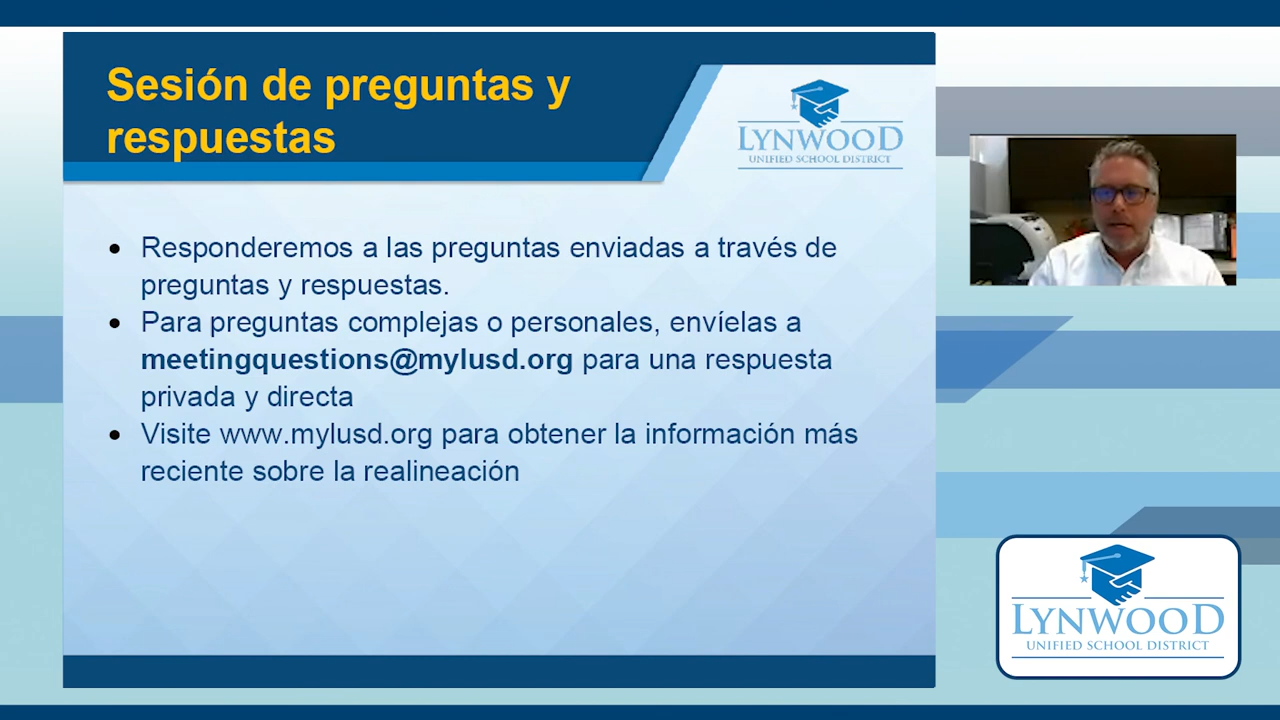 Sesión de preguntas y
respuestas
LYNWOOD
UNIFIED SCHOOL DISTRICT
Responderemos a las preguntas enviadas a través de
preguntas y respuestas.
Para preguntas complejas o personales, envíelas a
meetingquestions@mylusd.org para una respuesta
privada y directa
Visite www.mylusd.org para obtener la información más
reciente sobre la realineación
LYNWOOD
UNIFIED SCHOOL DISTRICT